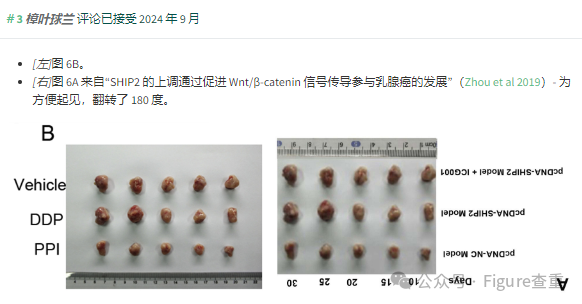 #3 樟叶球兰 评论已接受 2024 年 9 月
[左]图 6B。
[右]图 6A 来自“SHIP2 的上调通过促进 Wnt/β-catenin 信号传导参与乳腺癌的发展”（Zhou et al 2019）- 为
方便起见，翻转了 180 度。
B
Vehicle
DDP
PPI
pcDNA-SHIP2 Model + ICG001
pcDNA-SHIP2 Model
pcDNA-NC Model
30 25 20 15 10 Days
A
公众号 · Figure查重